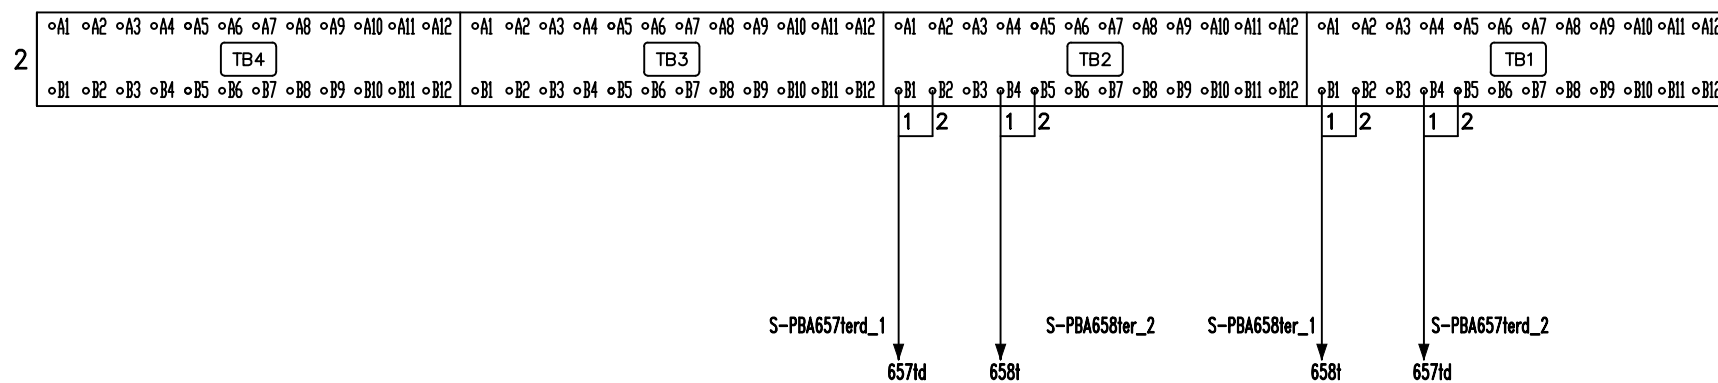 A1 A2 A3 A4 A5 A6 A7 A8 A9 A10 A11 A12 A1 A2 A3 A4 A5 A6 A7 A8 A9 A10 A11 A12 A1 A2 A3 A4 A5 A6 A7 A8 A9 A10 A11 A12 A1 A2 A3 A4 A5 A6 A7 A8 A9 A10 A11 A12
2 TB4 TB3 TB2 TB1
B1 B2 B3 B4 B5 B6 B7 B8 B9 B10 B11 B12 B1 B2 B3 B4 B5 B6 B7 B8 B9 B10 B11 B12 B1 B2 B3 B4 B5 B6 B7 B8 B9 B10 B11 B12 B1 B2 B3 B4 B5 B6 B7 B8 B9 B10 B11 B12
1 2 1 2 1 2 1 2
S-PBA657terd_1 S-PBA658ter_2 S-PBA658ter_1 S-PBA657terd_2
657td 658t 658t 657td